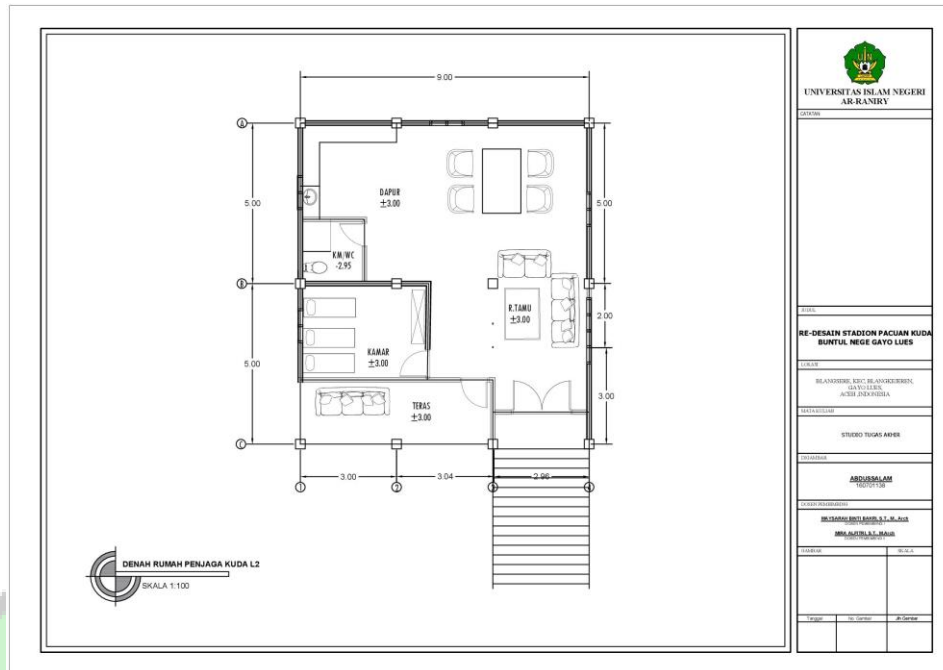 9.00
A
5.00
5.00
DAPUR
±3.00
KM/WC
-2.95
B
R.TAMU
±3.00
2.00
5.00
KAMAR
±3.00
3.00
TERAS
±3.00
C
3.00
3.04
2.96
1
2
DENAH RUMAH PENJAGA KUDA L2
SKALA 1:100
UNIVERSITAS ISLAM NEGERI
AR-RANIRY
CATATAN
JUDUL
RE-DESAIN STADION PACUAN KUDA
BUNTUL NEGE GAYO LUES
LOKASI
BLANGSERE, KEC, BLANGKEJEREN,
GAYO LUES,
ACEH ,INDONESIA
MATA KULIAH
STUDIO TUGAS AKHIR
DIGAMBAR
ABDUSSALAM
160701138
DOSEN PEMBIMBING
GAMBAR
SKALA
Tanggal
No. Gambar
Jlh Gambar